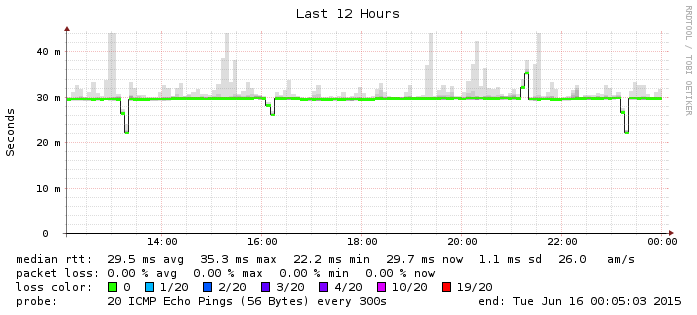 Last 12 Hours
RRDTOOL / TOBI OETIKER
Seconds
40 m
30 m
20 m
10 m
0
14:00 16:00 18:00 20:00 22:00 00:00
median rtt: 29.5 ms avg 35.3 ms max 22.2 ms min 29.7 ms now 1.1 ms sd 26.0 am/s
packet loss: 0.00 % avg 0.00 % max 0.00 % min 0.00 % now
loss color: 0 1/20 2/20 3/20 4/20 10/20 19/20
probe: 20 ICMP Echo Pings (56 Bytes) every 300s end: Tue Jun 16 00:05:03 2015